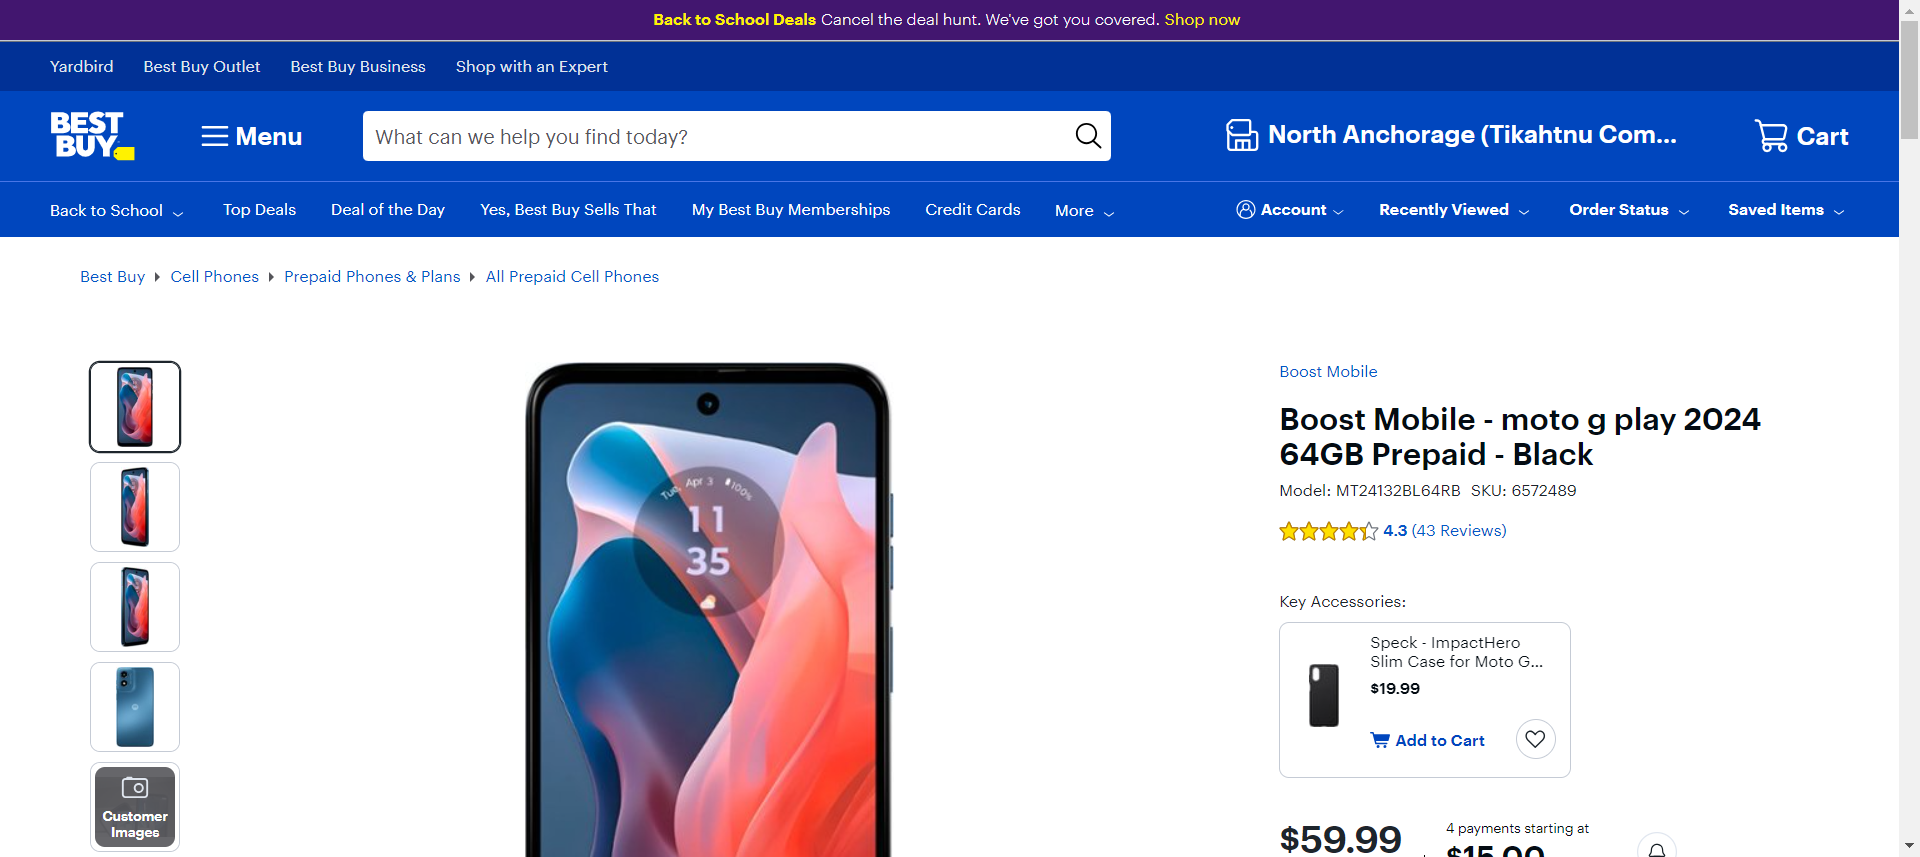 Back to School Deals Cancel the deal hunt. We've got you covered. Shop now
Yardbird Best Buy Outlet Best Buy Business Shop with an Expert
BEST BUY
Menu
What can we help you find today?
North Anchorage (Tikahtnu Com...
Cart
Back to School Top Deals Deal of the Day Yes, Best Buy Sells That My Best Buy Memberships Credit Cards More
Account Recently Viewed Order Status Saved Items
Best Buy Cell Phones Prepaid Phones & Plans All Prepaid Cell Phones
Tue, Apr 3 100%
11
35
Customer
Images
Boost Mobile
Boost Mobile - moto g play 2024
64GB Prepaid - Black
Model: MT24132BL64RB SKU: 6572489
4.3 (43 Reviews)
Key Accessories:
Speck - ImpactHero
Slim Case for Moto G...
$19.99
Add to Cart
$59.99
4 payments starting at
$15.00